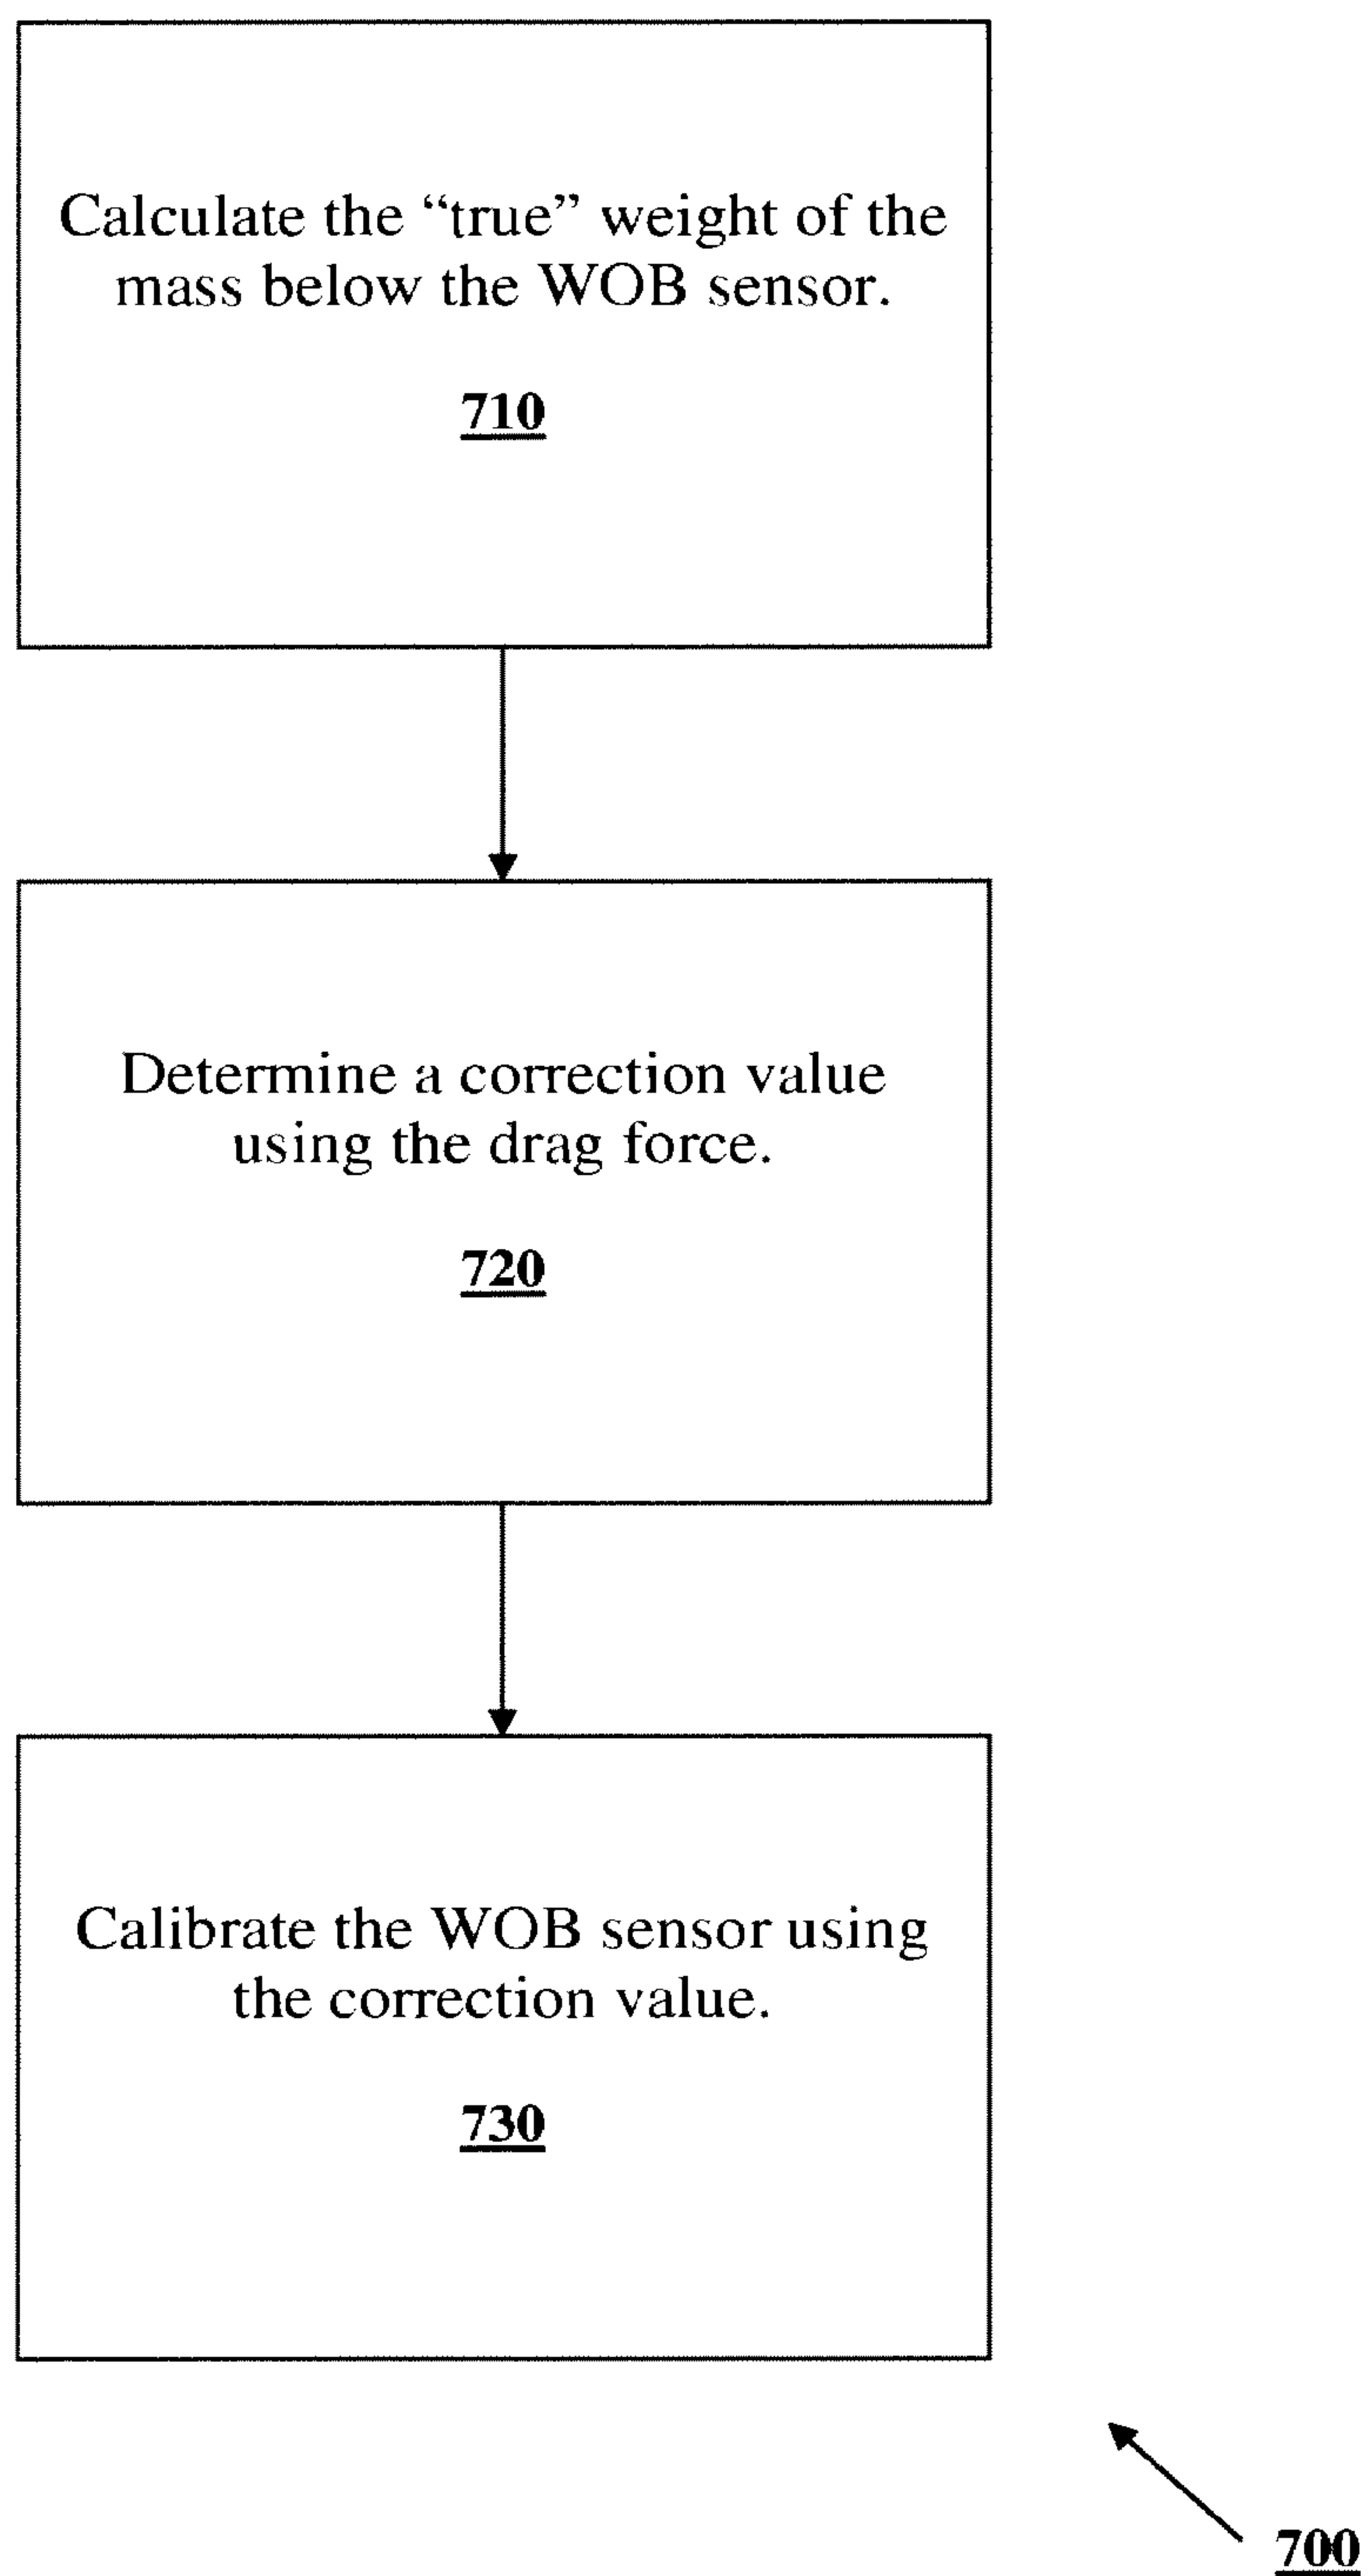 Calculate the “true” weight of the
mass below the WOB sensor.
710
Determine a correction value
using the drag force.
720
Calibrate the WOB sensor using
the correction value.
730
700